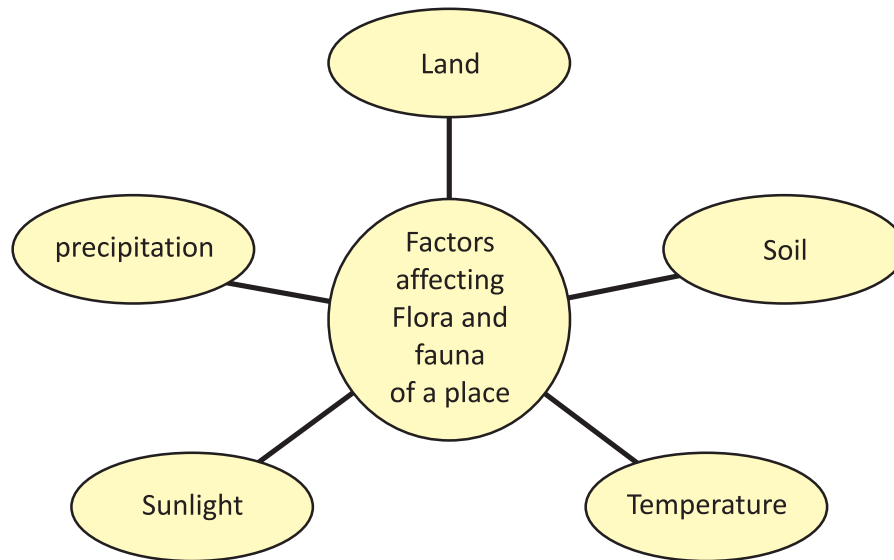 Land
precipitation
Factors
affecting
Flora and
fauna
of a place
Soil
Sunlight
Temperature